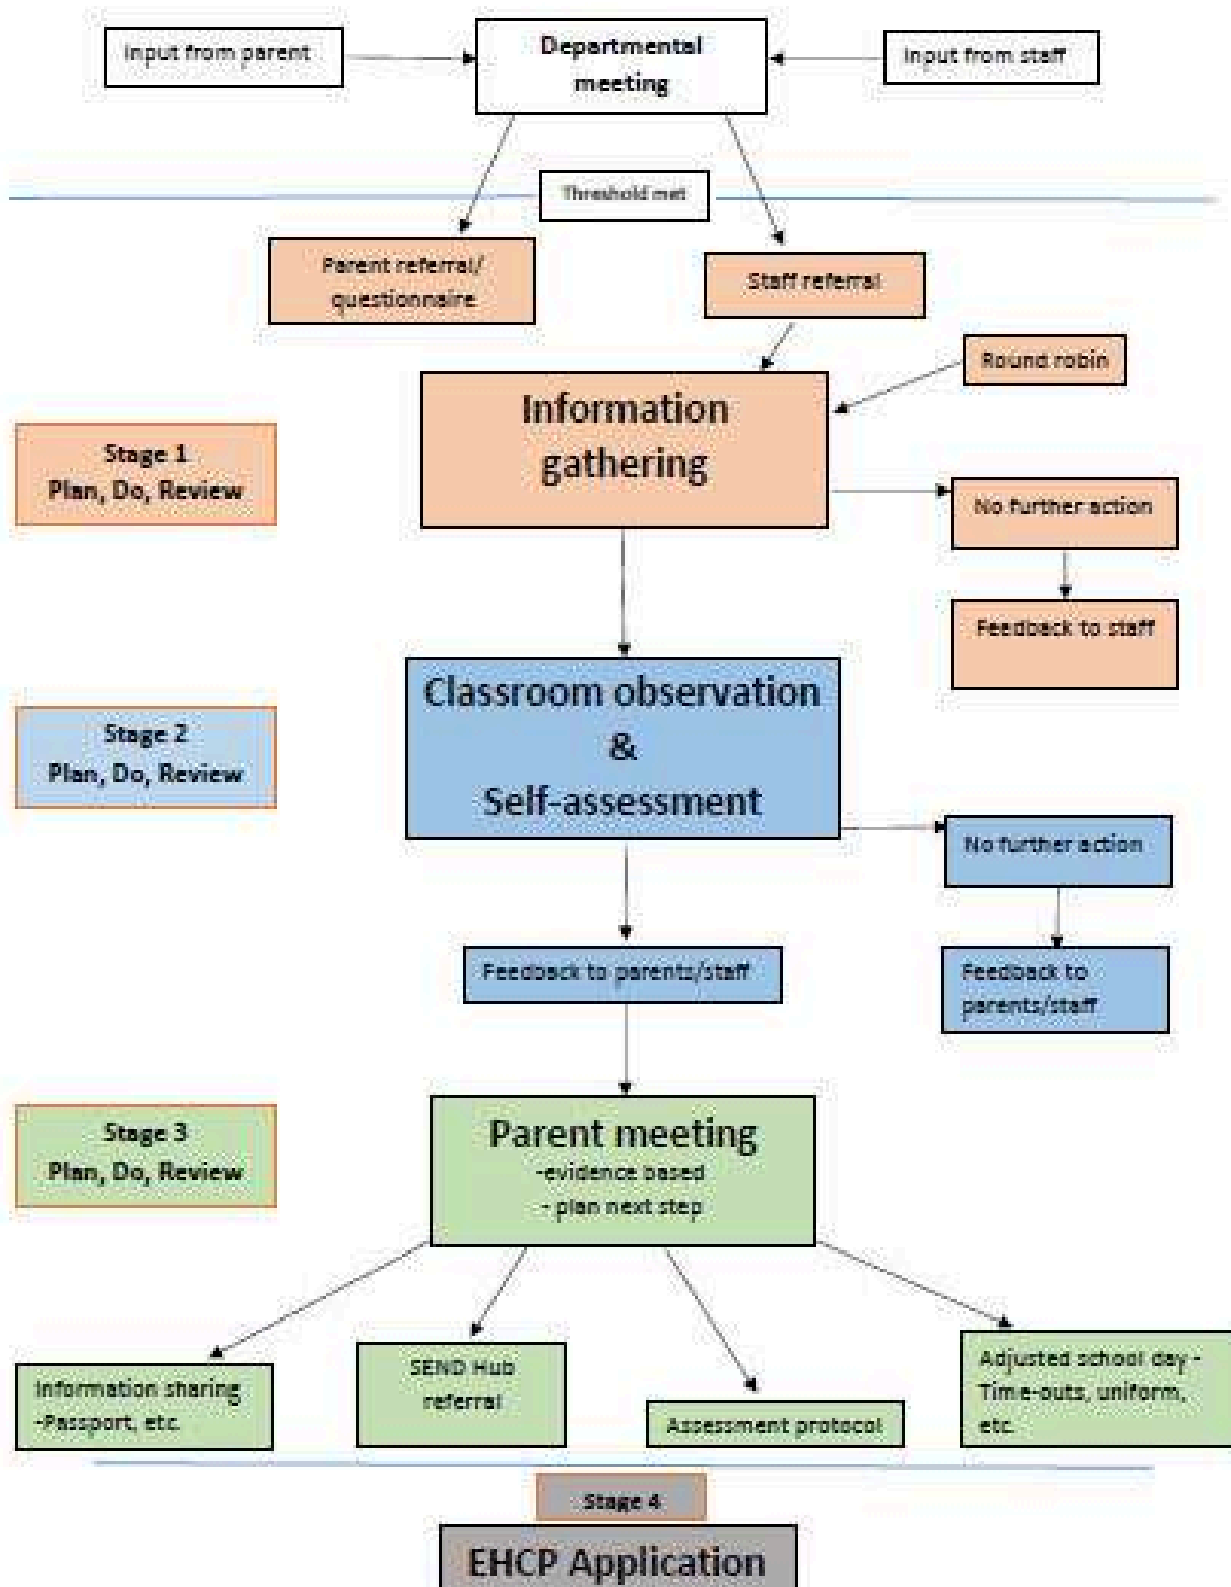 Input from parent
Departmental
meeting
Input from staff
Threshold met
Parent referral/
questionnaire
Staff referral
Round robin
Information
gathering
Stage 1
Plan, Do, Review
No further action
Feedback to staff
Classroom observation
&
Self-assessment
Stage 2
Plan, Do, Review
No further action
Feedback to parents/staff
Feedback to
parents/staff
Stage 3
Plan, Do, Review
Parent meeting
-evidence based
- plan next step
Information sharing
-Passport, etc.
SEND Hub
referral
Assessment protocol
Adjusted school day -
Time-outs, uniform,
etc.
Stage 4
EHCP Application